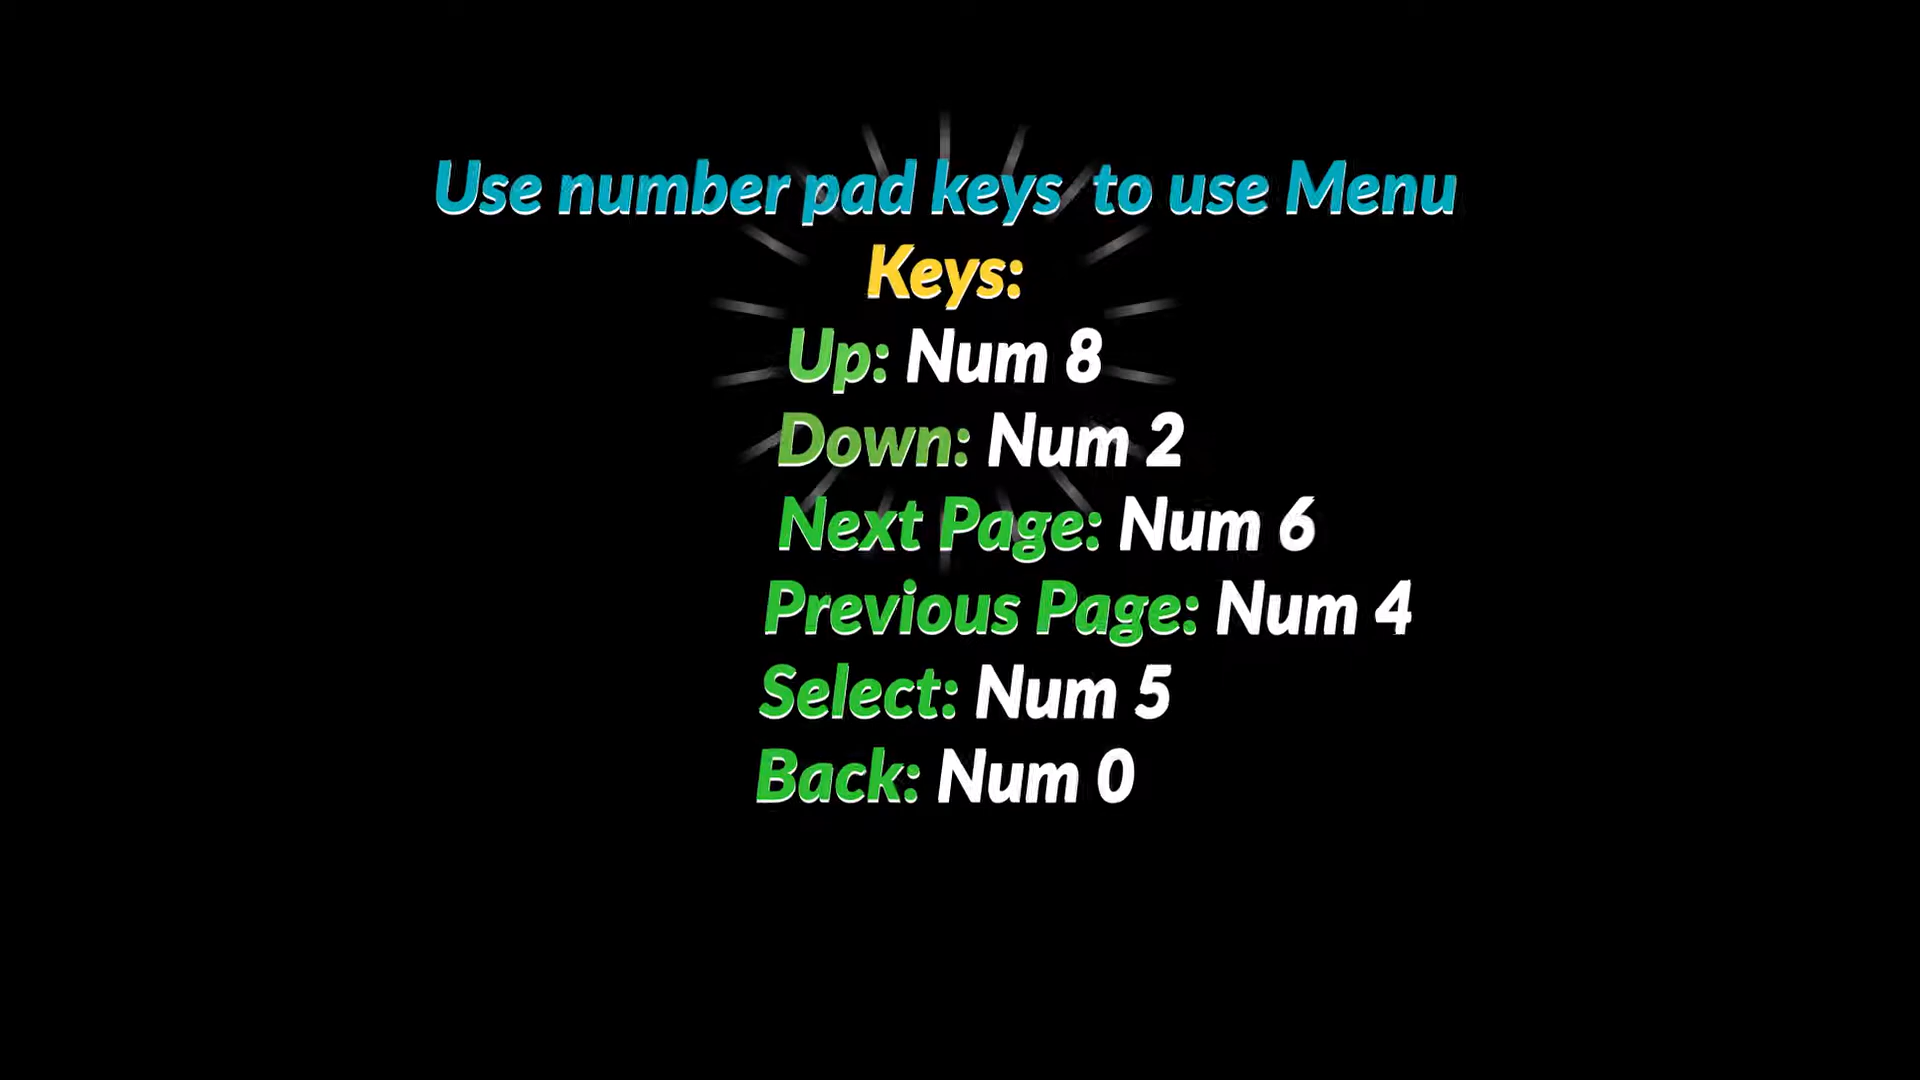 Use number pad keys to use Menu
Keys:
Up: Num 8
Down: Num 2
Next Page: Num 6
Previous Page: Num 4
Select: Num 5
Back: Num 0